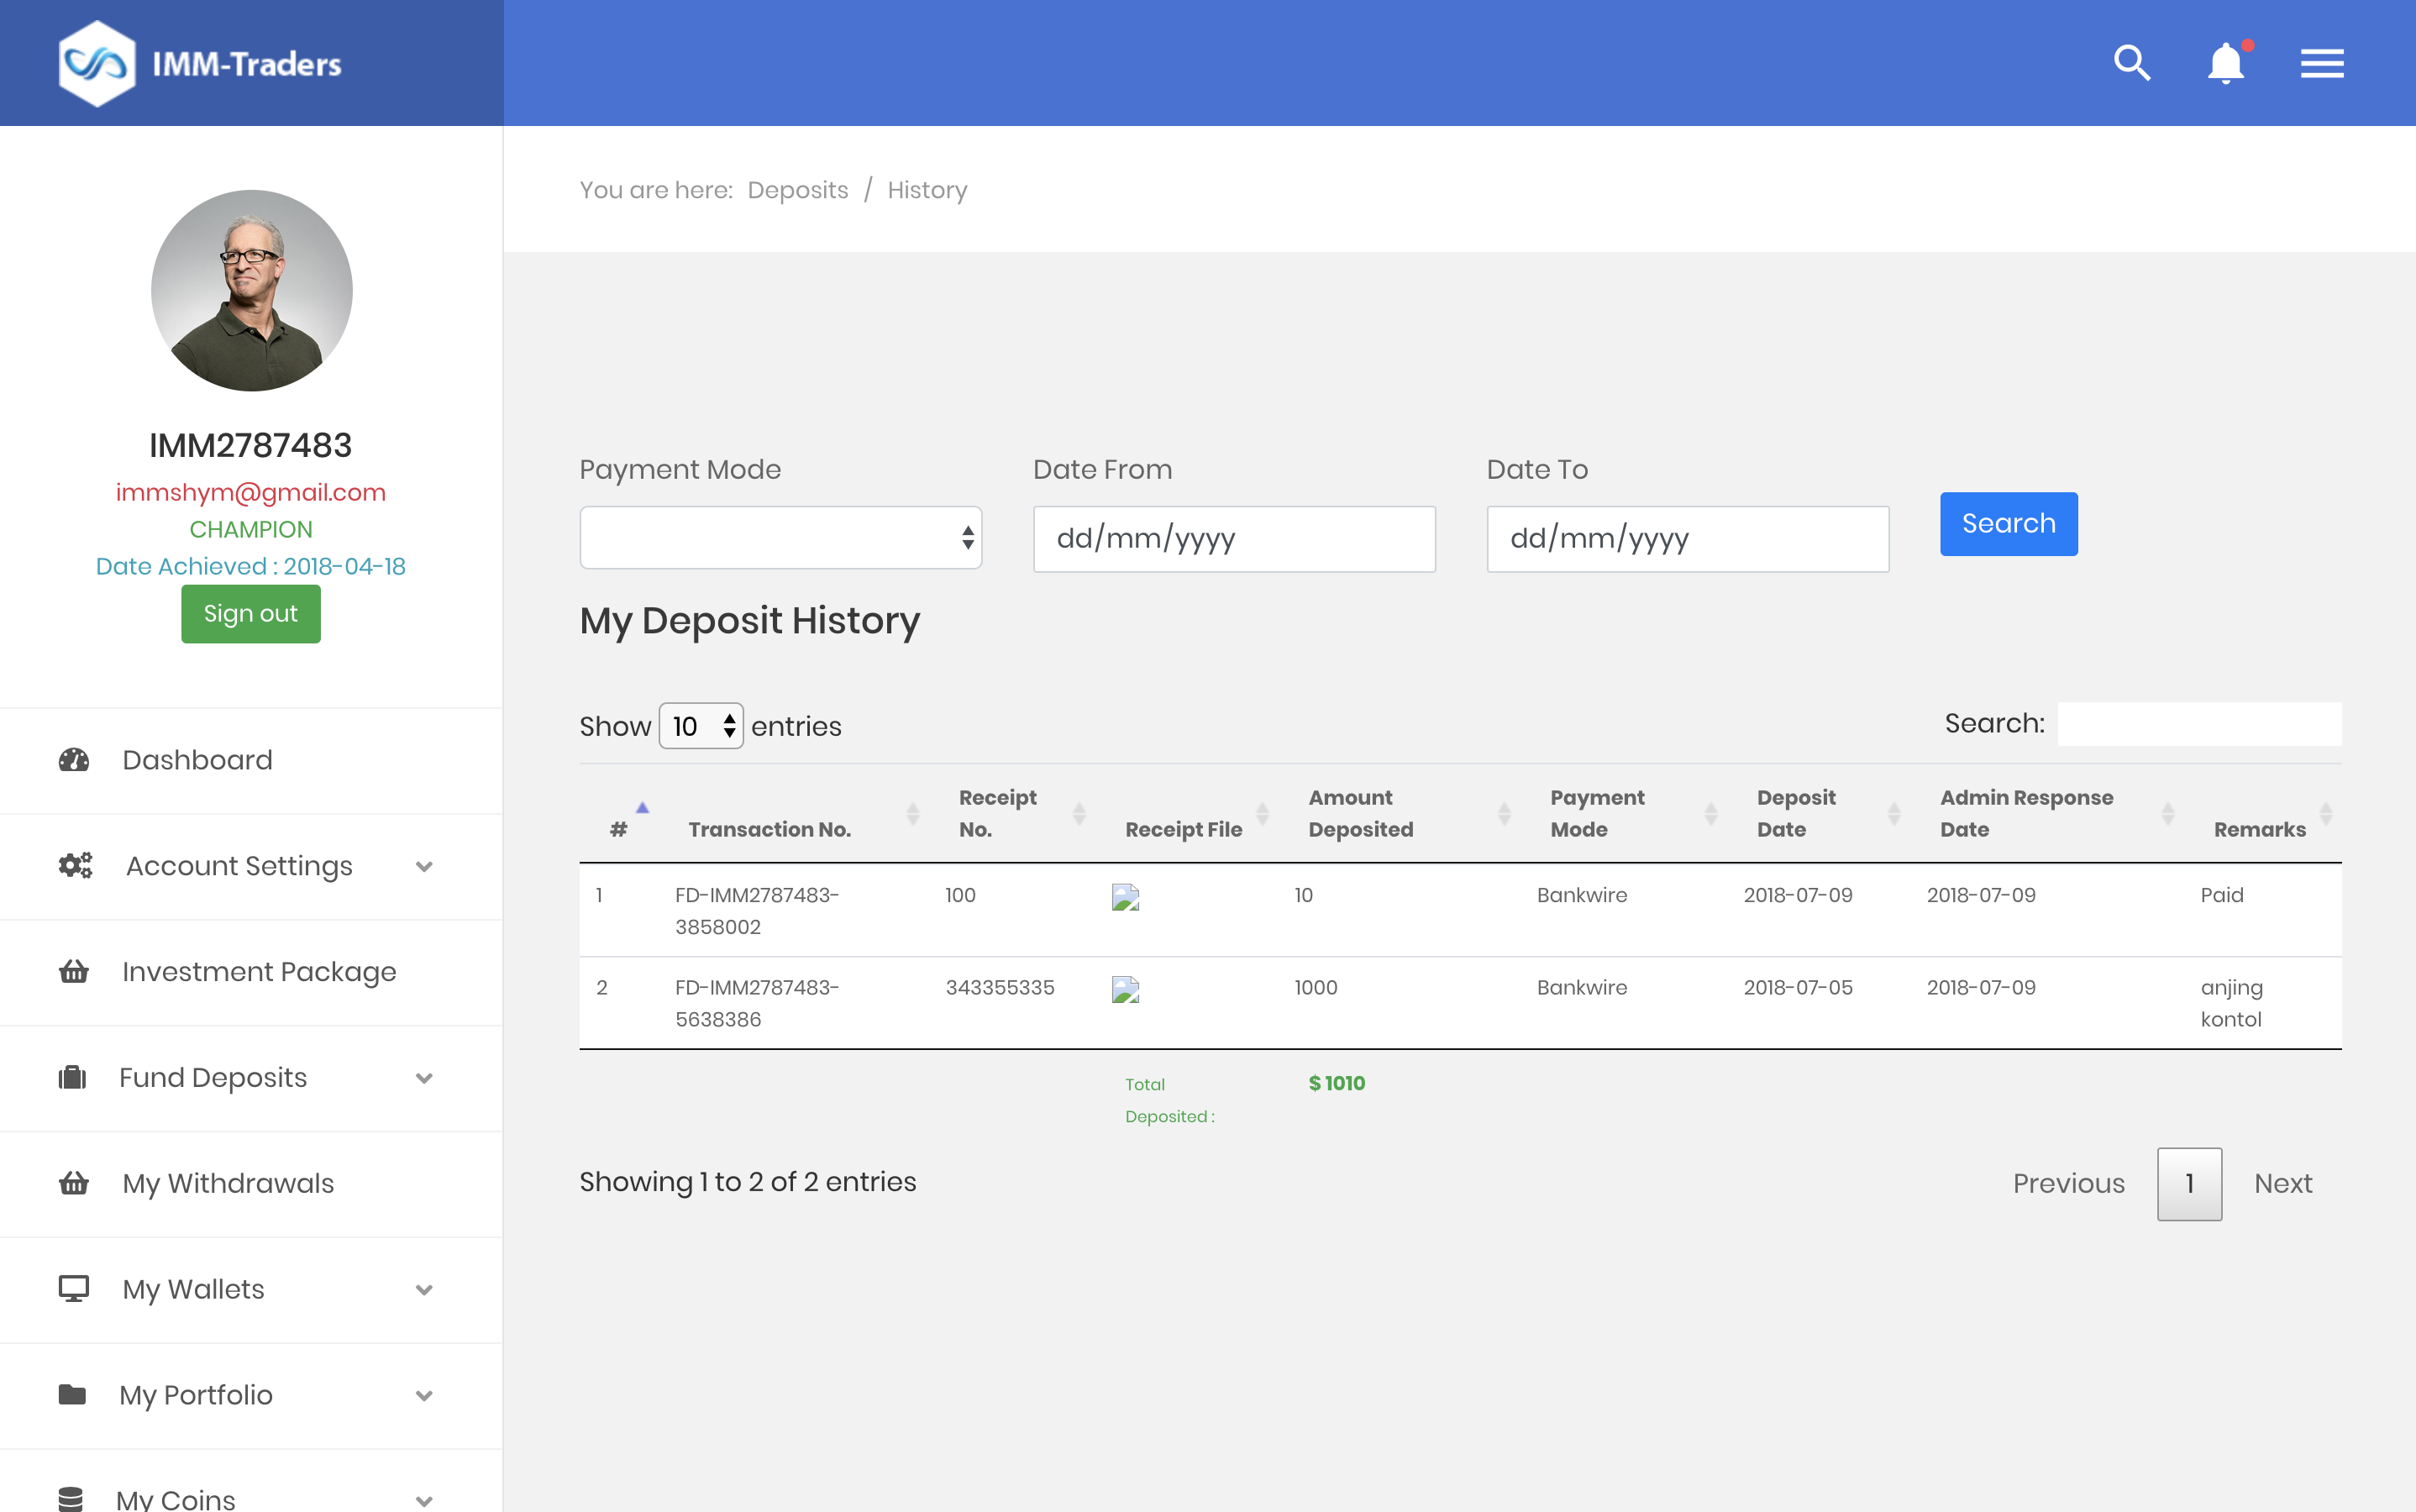 IMM-Traders
You are here: Deposits / History
IMM2787483
immshym@gmail.com
CHAMPION
Date Achieved : 2018-04-18
Sign out
Dashboard
Account Settings
Investment Package
Fund Deposits
My Withdrawals
My Wallets
My Portfolio
My Coins
Payment Mode
Date From
Date To
dd/mm/yyyy
dd/mm/yyyy
Search
My Deposit History
Show 10 entries
Search:
# Transaction No. Receipt No. Receipt File Amount Deposited Payment Mode Deposit Date Admin Response Date Remarks
1 FD-IMM2787483- 100 10 Bankwire 2018-07-09 2018-07-09 Paid
3858002
2 FD-IMM2787483- 343355335 1000 Bankwire 2018-07-05 2018-07-09 anjing
5638386 kontol
Total $ 1010
Deposited :
Showing 1 to 2 of 2 entries
Previous 1 Next